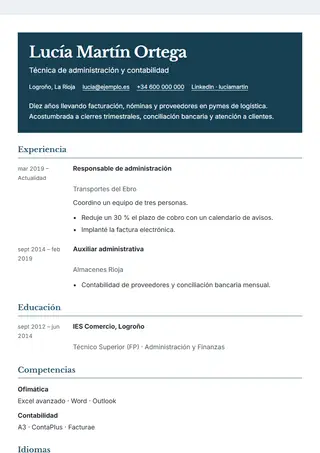 Lucía Martín Ortega
Técnica de administración y contabilidad
Logroño, La Rioja lucia@ejemplo.es +34 600 000 000 LinkedIn · luciamartin
Diez años llevando facturación, nóminas y proveedores en pymes de logística.
Acostumbrada a cierres trimestrales, conciliación bancaria y atención a clientes.
Experiencia
mar 2019 – Actualidad
Responsable de administración
Transportes del Ebro
Coordino un equipo de tres personas.
• Reduje un 30 % el plazo de cobro con un calendario de avisos.
• Implanté la factura electrónica.
sept 2014 – feb 2019
Auxiliar administrativa
Almacenes Rioja
• Contabilidad de proveedores y conciliación bancaria mensual.
Educación
sept 2012 – jun 2014
IES Comercio, Logroño
Técnico Superior (FP) · Administración y Finanzas
Competencias
Ofimática
Excel avanzado · Word · Outlook
Contabilidad
A3 · ContaPlus · Facturae
Idiomas